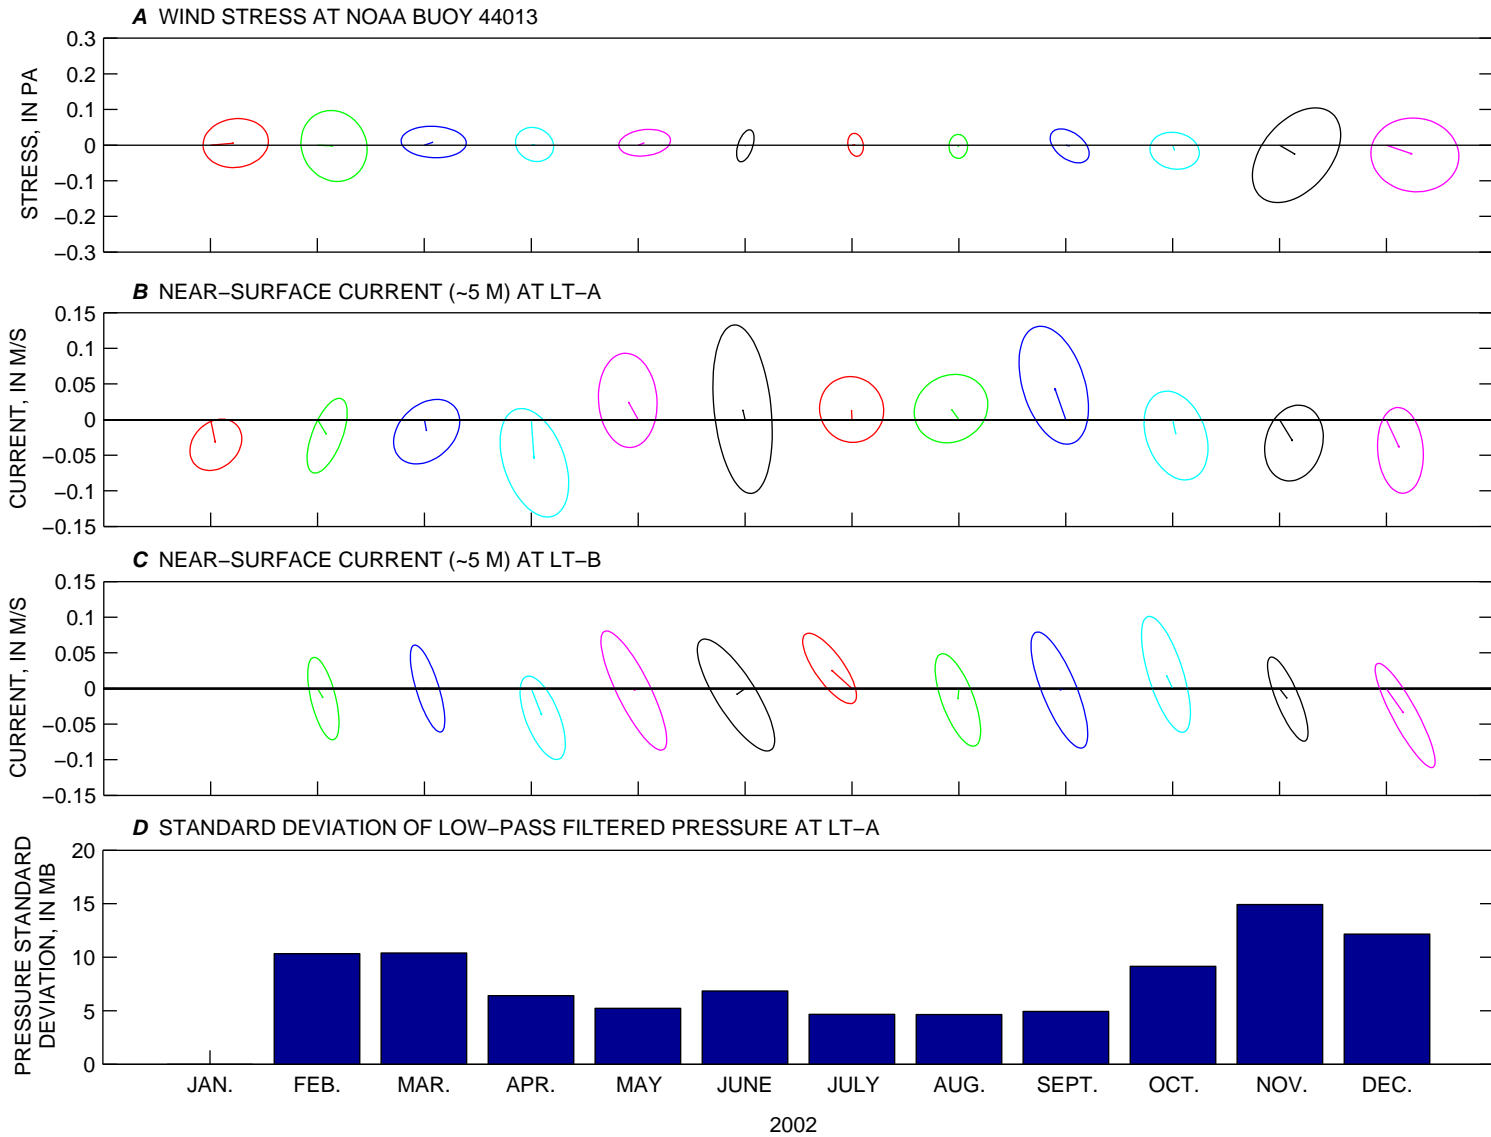 A WIND STRESS AT NOAA BUOY 44013
STRESS, IN PA
0.3
0.2
0.1
0
−0.1
−0.2
−0.3
B NEAR−SURFACE CURRENT (~5 M) AT LT−A
CURRENT, IN M/S
0.15
0.1
0.05
0
−0.05
−0.1
−0.15
C NEAR−SURFACE CURRENT (~5 M) AT LT−B
CURRENT, IN M/S
0.15
0.1
0.05
0
−0.05
−0.1
−0.15
D STANDARD DEVIATION OF LOW−PASS FILTERED PRESSURE AT LT−A
PRESSURE STANDARD
DEVIATION, IN MB
20
15
10
5
0
JAN. FEB. MAR. APR. MAY JUNE JULY AUG. SEPT. OCT. NOV. DEC.
2002